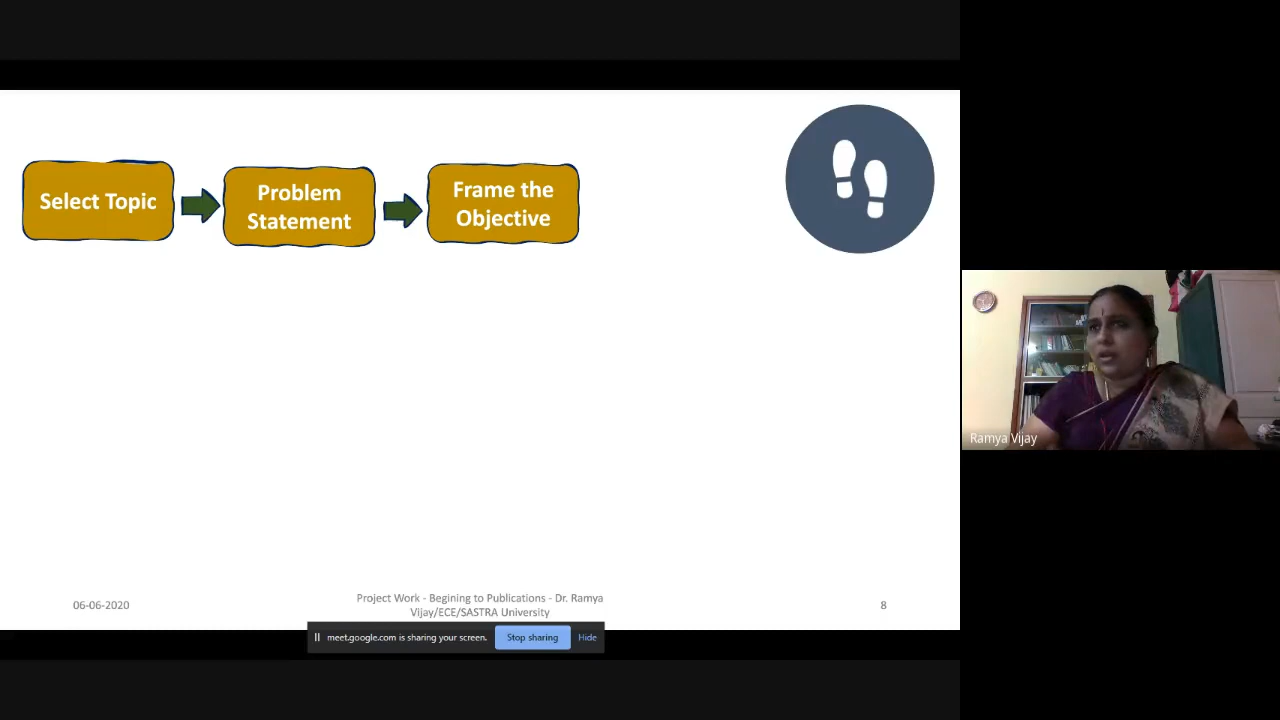 Select Topic
Problem
Statement
Frame the
Objective
Ramya Vijay
06-06-2020
Project Work - Begining to Publications - Dr. Ramya
Vijay/ECE/SASTRA University
8
meet.google.com is sharing your screen.
Stop sharing
Hide